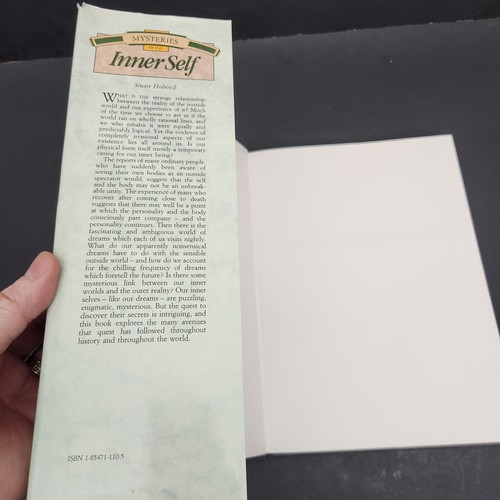 MYSTERIES
OF THE
Inner Self
Stuart Holroyd
WHAT IS THE strange relationship
between the reality of the outside
world and our experience of it? Much
of the time we choose to act as if the
world ran on wholly rational lines, and
we who inhabit it were equally and
predictably logical. Yet the evidence of
completely irrational aspects of our
existence lies all around us. Is our
physical form itself merely a temporary
casing for our inner being?
The reports of many ordinary people,
who have suddenly been aware of
seeing their own bodies as an outside
spectator would, suggest that the self
and the body may not be an unbreak-
able unity. The experience of many who
recover after coming close to death
suggests that there may well be a point
at which the personality and the body
consciously part company – and the
personality continues. Then there is the
fascinating and ambiguous world of
dreams which each of us visits nightly.
What do our apparently nonsensical
dreams have to do with the sensible
outside world – and how do we account
for the chilling frequency of dreams
which foretell the future? Is there some
mysterious link between our inner
worlds and the outer reality? Our inner
selves – like our dreams – are puzzling,
enigmatic, mysterious. But the quest to
discover their secrets is intriguing, and
this book explores the many avenues
that quest has followed throughout
history and throughout the world.
ISBN 1-85471-110-5